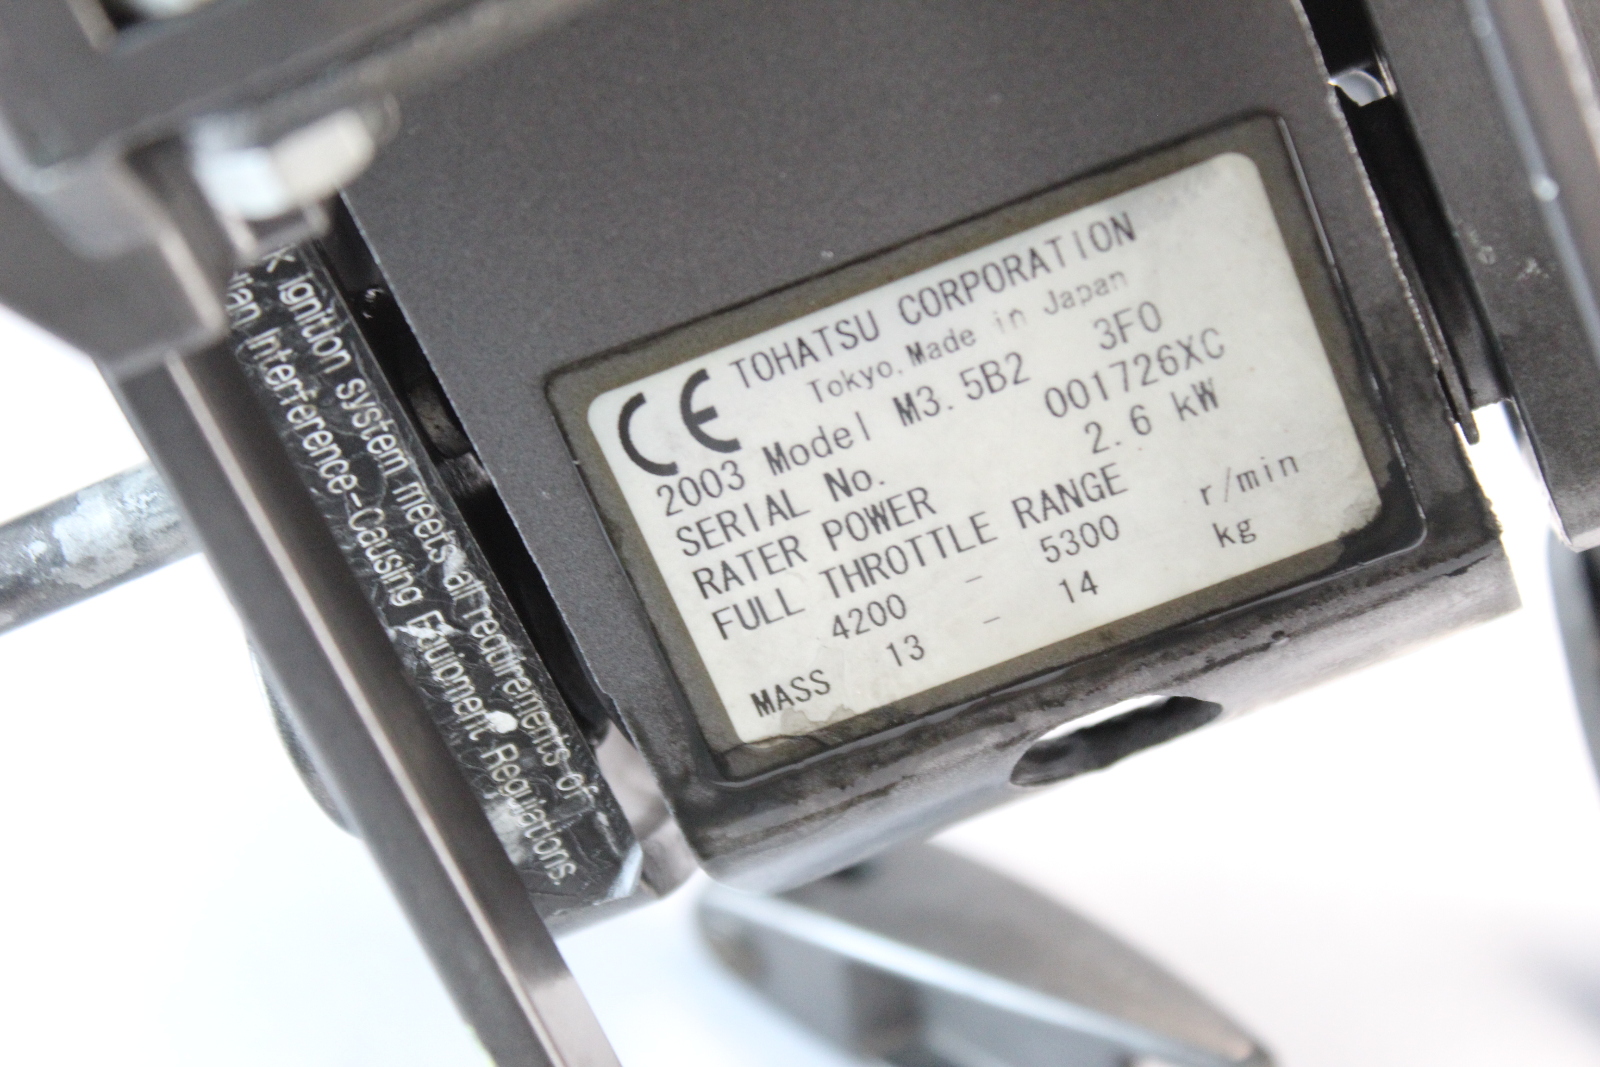 CE TOHATSU CORPORATION
Tokyo. Made in Japan
2003 Model M3.5B2 3F0
SERIAL No. 001726XC
RATER POWER 2.6 kW
FULL THROTTLE RANGE
4200 - 5300 r/min
MASS 13 - 14 kg
ignition system meets all requirements of
Interference-Causing Equipment Regulations.